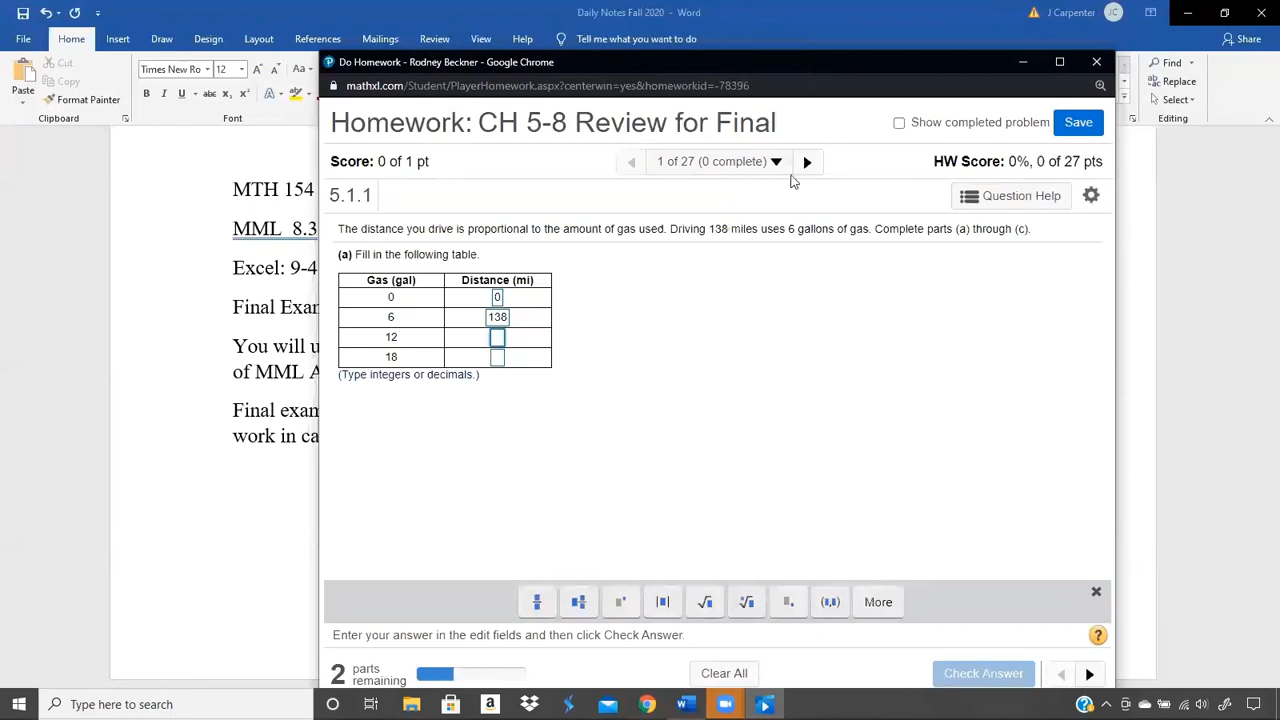 Daily Notes Fall 2020 - Word
J Carpenter
JC
File Home Insert Draw Design Layout References Mailings Review View Help Tell me what you want to do
Share
Paste
Cut
Copy
Format Painter
Clipboard
Times New Ro
12
Aa
B I U
Find
Replace
Select
Editing
MTH 154
MML 8.3
Excel: 9-4
Final Exam
You will u
of MML A
Final exam
work in ca
Do Homework - Rodney Beckner - Google Chrome
mathxl.com/Student/PlayerHomework.aspx?centerwin=yes&homeworkid=-78396
Homework: CH 5-8 Review for Final
Show completed problem
Save
Score: 0 of 1 pt
1 of 27 (0 complete)
HW Score: 0%, 0 of 27 pts
5.1.1
Question Help
The distance you drive is proportional to the amount of gas used. Driving 138 miles uses 6 gallons of gas. Complete parts (a) through (c).
(a) Fill in the following table.
Gas (gal) Distance (mi)
0 0
6 138
12
18
(Type integers or decimals.)
More
Enter your answer in the edit fields and then click Check Answer.
?
2 parts remaining
Clear All
Check Answer
Type here to search